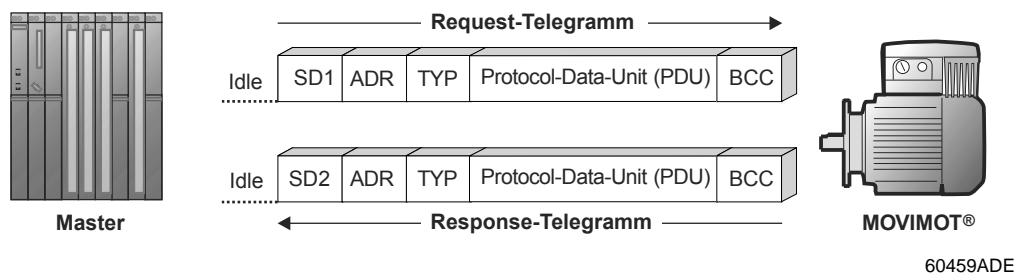 Request-Telegramm
Idle SD1 ADR TYP Protocol-Data-Unit (PDU) BCC
Idle SD2 ADR TYP Protocol-Data-Unit (PDU) BCC
Master Response-Telegramm MOVIMOT®
60459ADE